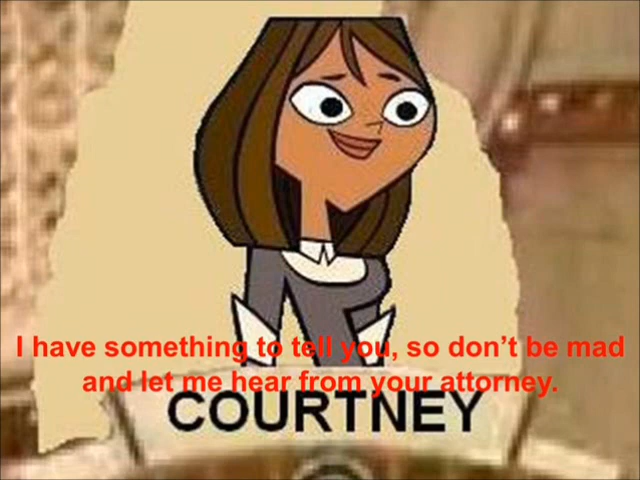 I have something to tell you, so don't be mad
and let me hear from your attorney.
COURTNEY